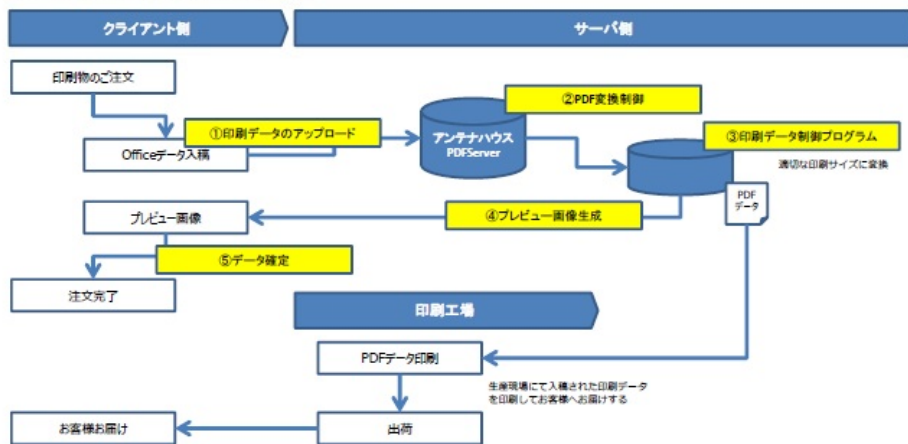 クライアント側
サーバ側
印刷物のご注文
②PDF変換制御
①印刷データのアップロード
アンテナハウス
PDFServer
③印刷データ制御プログラム
Officeデータ入稿
適切な印刷サイズに変換
PDF
データ
プレビュー画像
④プレビュー画像生成
⑤データ確定
注文完了
印刷工場
PDFデータ印刷
生産現場にて入稿された印刷データ
を印刷してお客様へお届けする
お客様お届け
出荷